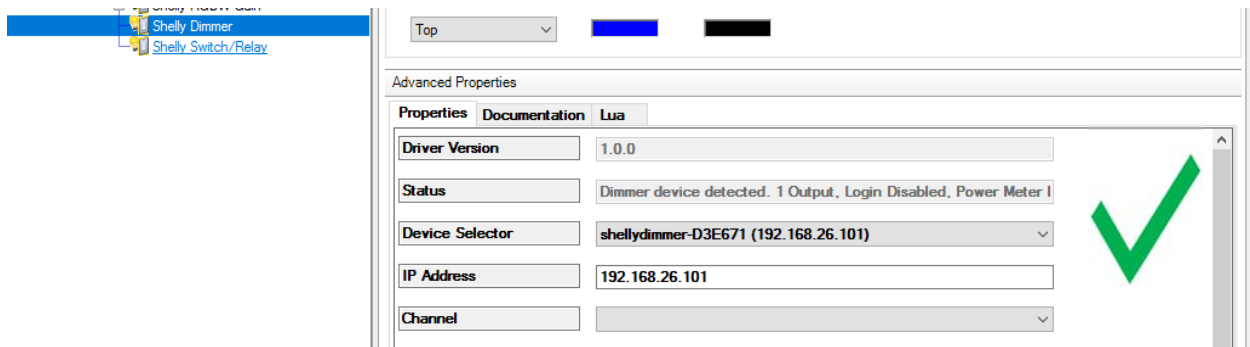 Shelly Dimmer
Shelly Switch/Relay
Top
Advanced Properties
Properties Documentation Lua
Driver Version 1.0.0
Status Dimmer device detected. 1 Output, Login Disabled, Power Meter
Device Selector shellydimmer-D3E671 (192.168.26.101)
IP Address 192.168.26.101
Channel